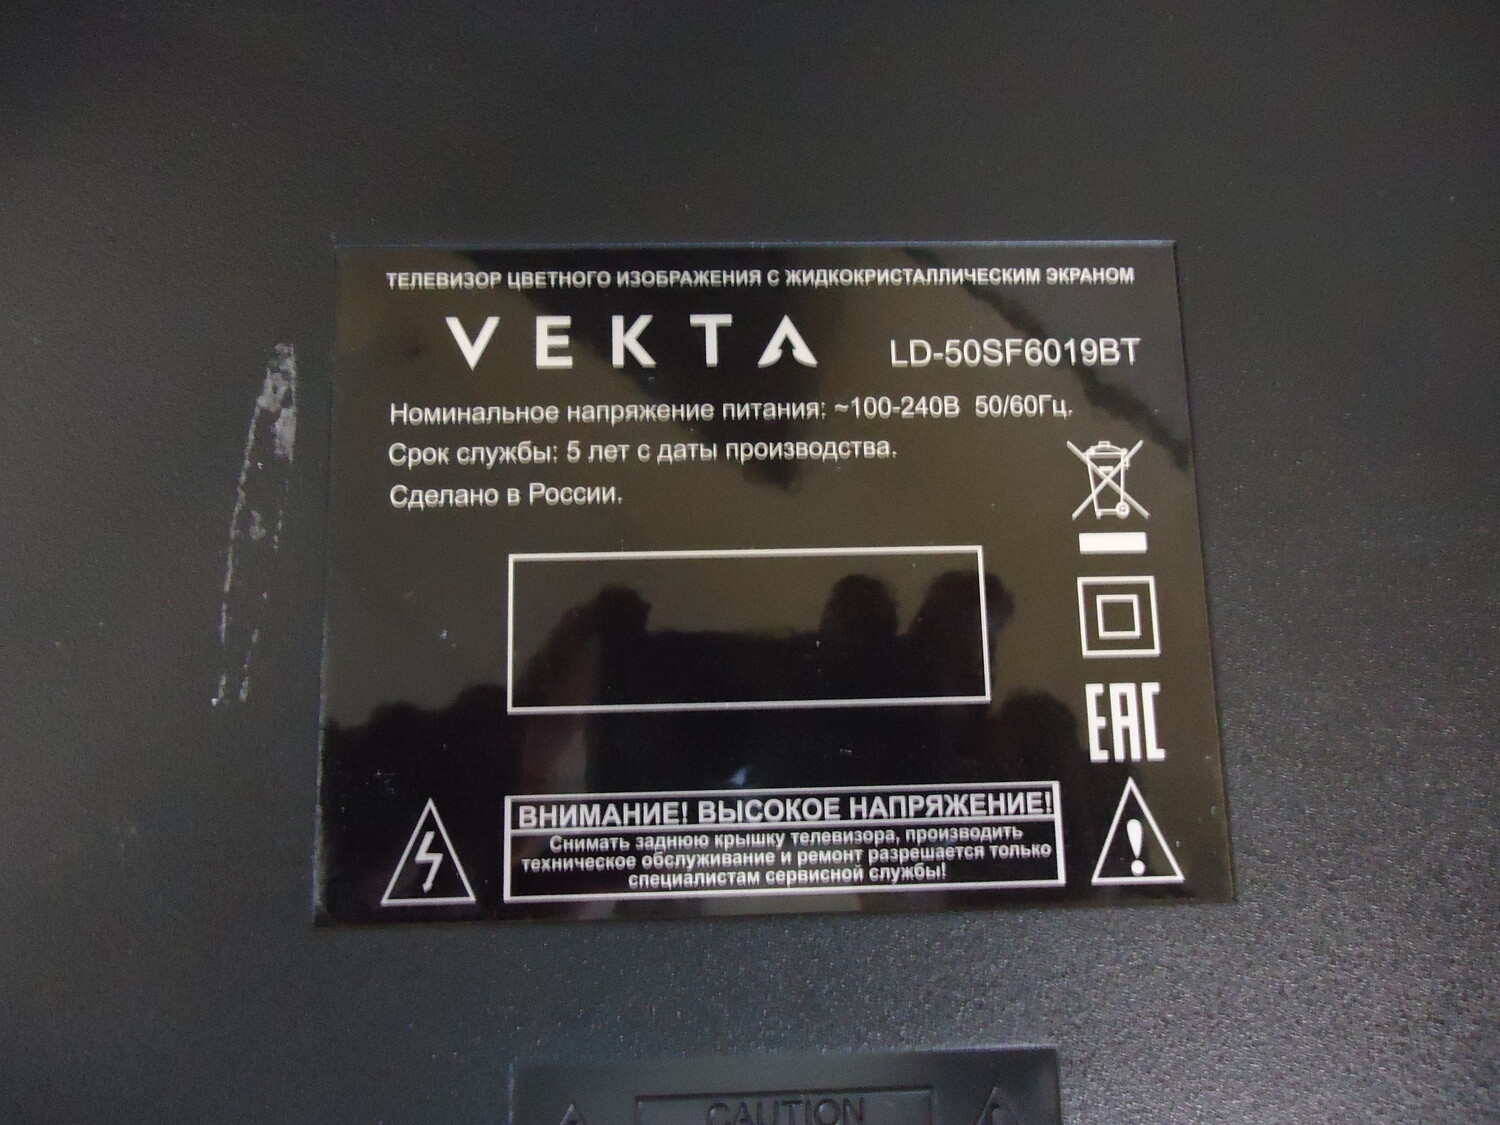 ТЕЛЕВИЗОР ЦВЕТНОГО ИЗОБРАЖЕНИЯ С ЖИДКОКРИСТАЛЛИЧЕСКИМ ЭКРАНОМ
VEKTA LD-50SF6019BT
Номинальное напряжение питания: ~100-240В 50/60Гц.
Срок службы: 5 лет с даты производства.
Сделано в России.
EAC
ВНИМАНИЕ! ВЫСОКОЕ НАПРЯЖЕНИЕ!
Снимать заднюю крышку телевизора, производить
техническое обслуживание и ремонт разрешается только
специалистам сервисной службы!
CAUTION